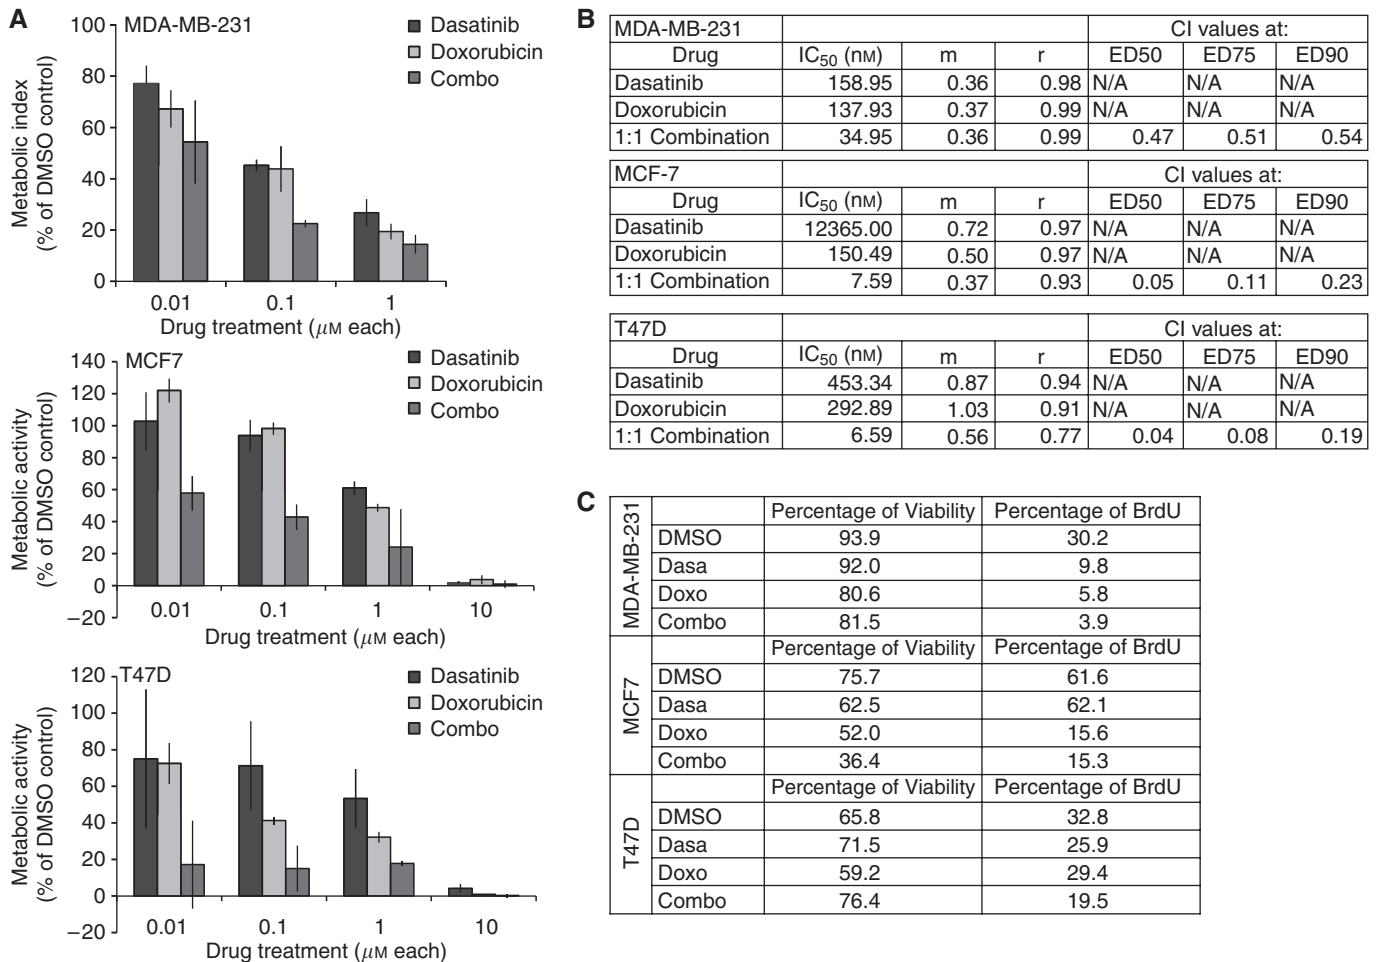 A
MDA-MB-231
Dasatinib
Doxorubicin
Combo
Metabolic index
(% of DMSO control)
100
80
60
40
20
0
0.01 0.1 1
Drug treatment (μM each)
MCF7
Dasatinib
Doxorubicin
Combo
Metabolic activity
(% of DMSO control)
140
120
100
80
60
40
20
0
−20
0.01 0.1 1 10
Drug treatment (μM each)
T47D
Dasatinib
Doxorubicin
Combo
Metabolic activity
(% of DMSO control)
120
100
80
60
40
20
0
−20
0.01 0.1 1 10
Drug treatment (μM each)
B
MDA-MB-231 CI values at:
Drug IC50 (nM) m r ED50 ED75 ED90
Dasatinib 158.95 0.36 0.98 N/A N/A N/A
Doxorubicin 137.93 0.37 0.99 N/A N/A N/A
1:1 Combination 34.95 0.36 0.99 0.47 0.51 0.54
MCF-7 CI values at:
Drug IC50 (nM) m r ED50 ED75 ED90
Dasatinib 12365.00 0.72 0.97 N/A N/A N/A
Doxorubicin 150.49 0.50 0.97 N/A N/A N/A
1:1 Combination 7.59 0.37 0.93 0.05 0.11 0.23
T47D CI values at:
Drug IC50 (nM) m r ED50 ED75 ED90
Dasatinib 453.34 0.87 0.94 N/A N/A N/A
Doxorubicin 292.89 1.03 0.91 N/A N/A N/A
1:1 Combination 6.59 0.56 0.77 0.04 0.08 0.19
C
MDA-MB-231
Percentage of Viability Percentage of BrdU
DMSO 93.9 30.2
Dasa 92.0 9.8
Doxo 80.6 5.8
Combo 81.5 3.9
MCF7
Percentage of Viability Percentage of BrdU
DMSO 75.7 61.6
Dasa 62.5 62.1
Doxo 52.0 15.6
Combo 36.4 15.3
T47D
Percentage of Viability Percentage of BrdU
DMSO 65.8 32.8
Dasa 71.5 25.9
Doxo 59.2 29.4
Combo 76.4 19.5